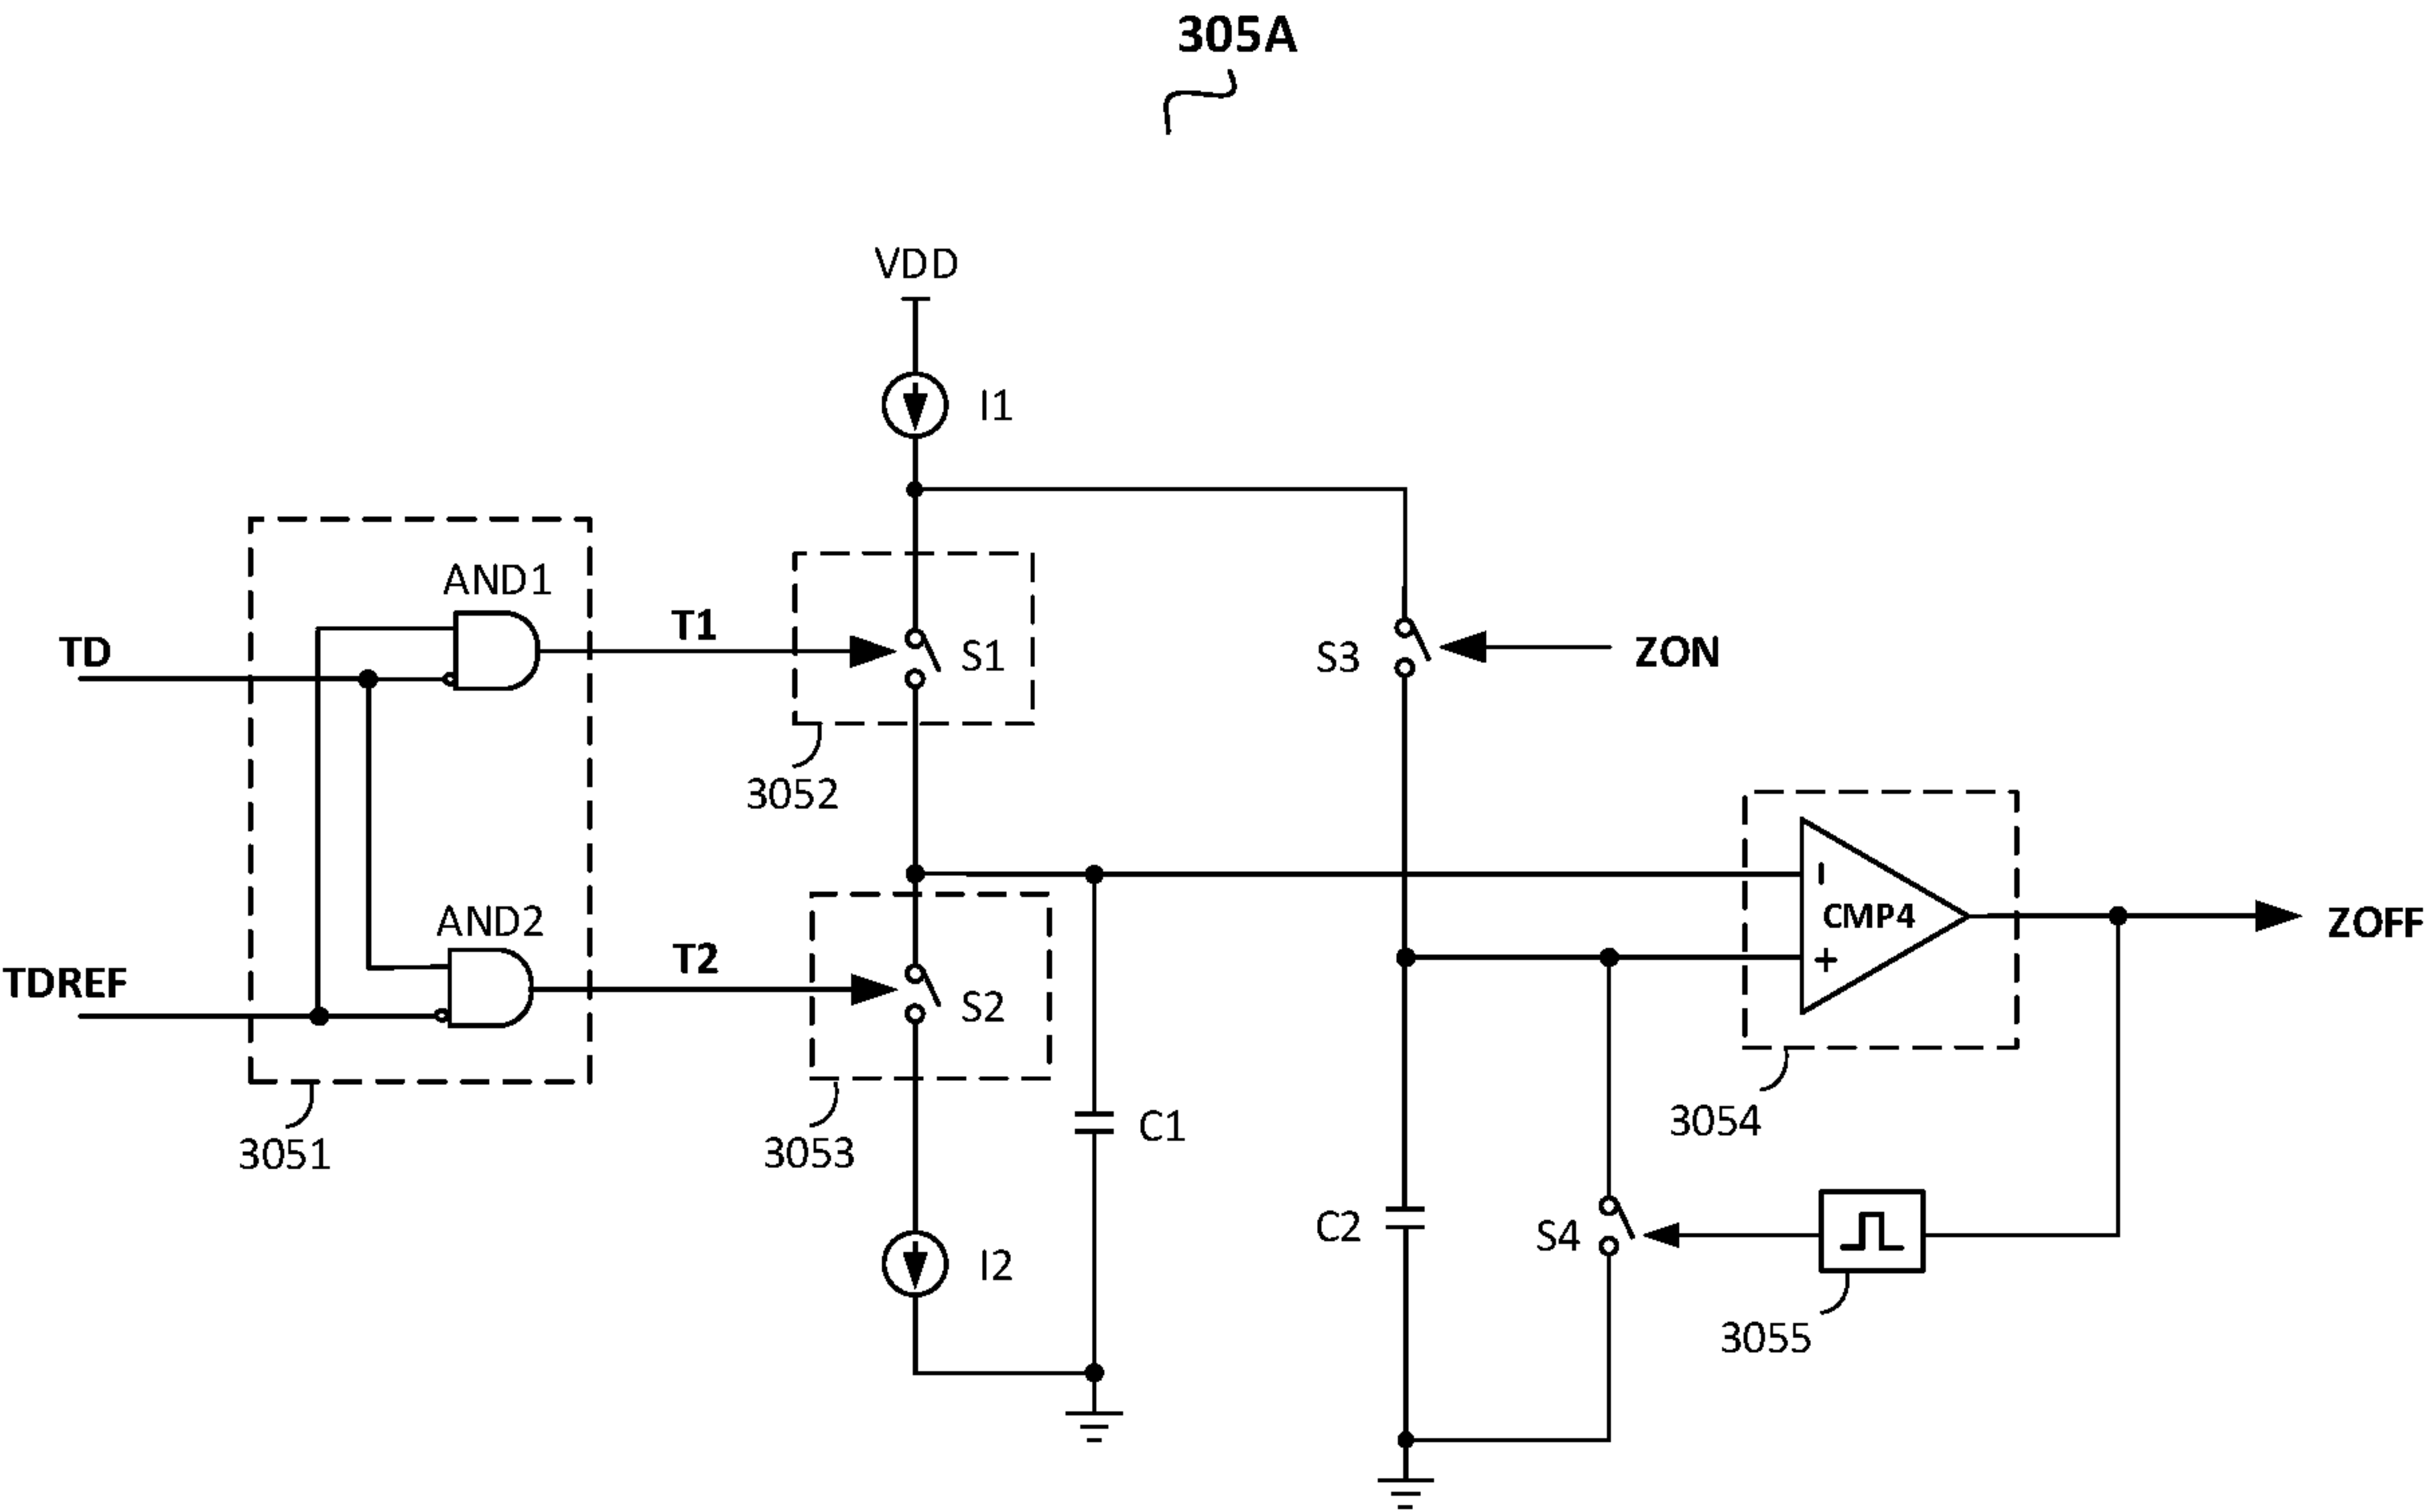 305A
VDD
I1
AND1
T1
TD
S1
S3
ZON
3052
AND2
T2
TDREF
S2
-
CMP4
+
ZOFF
3051
3053
C1
3054
C2
S4
I2
3055